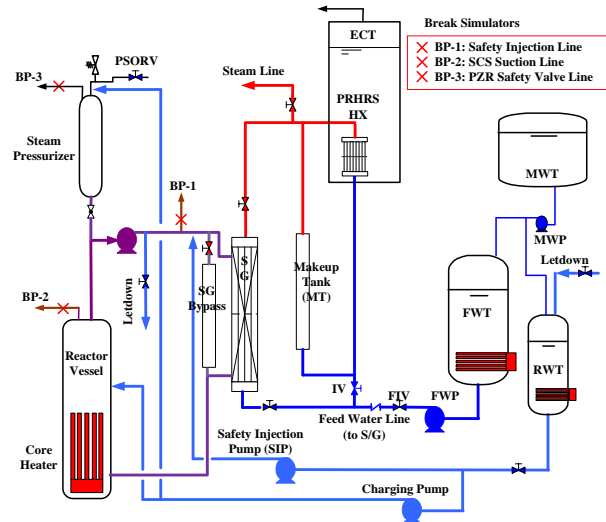 Break Simulators
BP-1: Safety Injection Line
BP-2: SCS Suction Line
BP-3: PZR Safety Valve Line
ECT
PSORV
BP-3
Steam Line
PRHRS
HX
Steam
Pressurizer
MWT
BP-1
MWP
Letdown
S
G
Makeup
Tank
(MT)
SG
Bypass
Letdown
BP-2
FWT
Reactor
Vessel
RWT
IV
FIV
FWP
Feed Water Line
(to S/G)
Safety Injection
Pump (SIP)
Core
Heater
Charging Pump